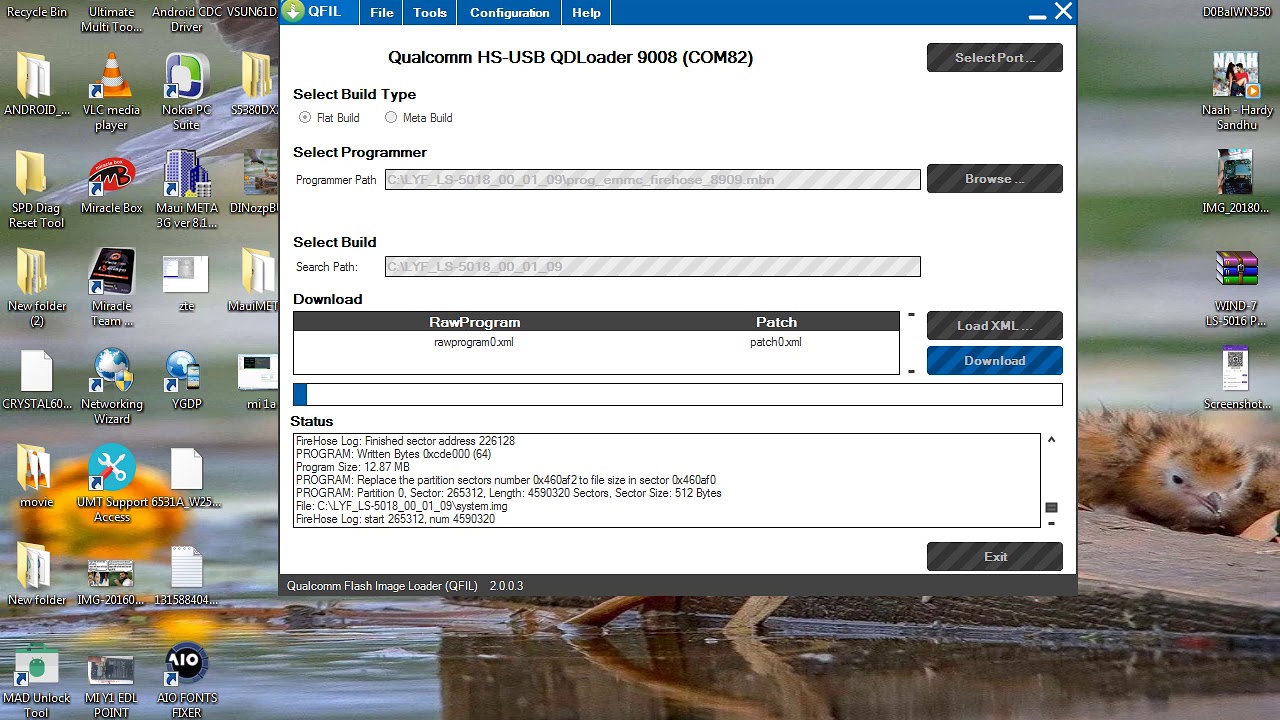 Recycle Bin
Ultimate
Multi Too...
Android CDC
Driver
VSUN61D
ANDROID_...
VLC media
player
Nokia PC
Suite
S5380DX
SPD Diag
Reset Tool
Miracle Box
Maui META
3G ver 8.1...
DINozpB
New folder
(2)
Miracle
Team ...
zte
MauiMET
CRYSTAL60...
Networking
Wizard
YGDP
mi 1a
movie
UMT Support
Access
6531A_W25...
New folder
IMG-20160...
131588404...
MAD Unlock
Tool
MI Y1 EDL
POINT
AIO
AIO FONTS
FIXER
QFIL
File
Tools
Configuration
Help
Qualcomm HS-USB QDLoader 9008 (COM82)
Select Port ...
Select Build Type
Flat Build
Meta Build
Select Programmer
Programmer Path
C:\LYF_LS-5018_00_01_09\prog_emmc_firehose_8909.mbn
Browse ...
Select Build
Search Path:
C:\LYF_LS-5018_00_01_09
Download
RawProgram
Patch
rawprogram0.xml
patch0.xml
Load XML ...
Download
Status
FireHose Log: Finished sector address 226128
PROGRAM: Written Bytes 0xcde000 (64)
Program Size: 12.87 MB
PROGRAM: Replace the partition sectors number 0x460af2 to file size in sector 0x460af0
PROGRAM: Partition 0, Sector: 265312, Length: 4590320 Sectors, Sector Size: 512 Bytes
File: C:\LYF_LS-5018_00_01_09\system.img
FireHose Log: start 265312, num 4590320
Exit
Qualcomm Flash Image Loader (QFIL) 2.0.0.3
D0BaIWN350
NAAH
Naah - Hardy
Sandhu
IMG_20180...
WIND-7
LS-5016 P...
Screenshot...